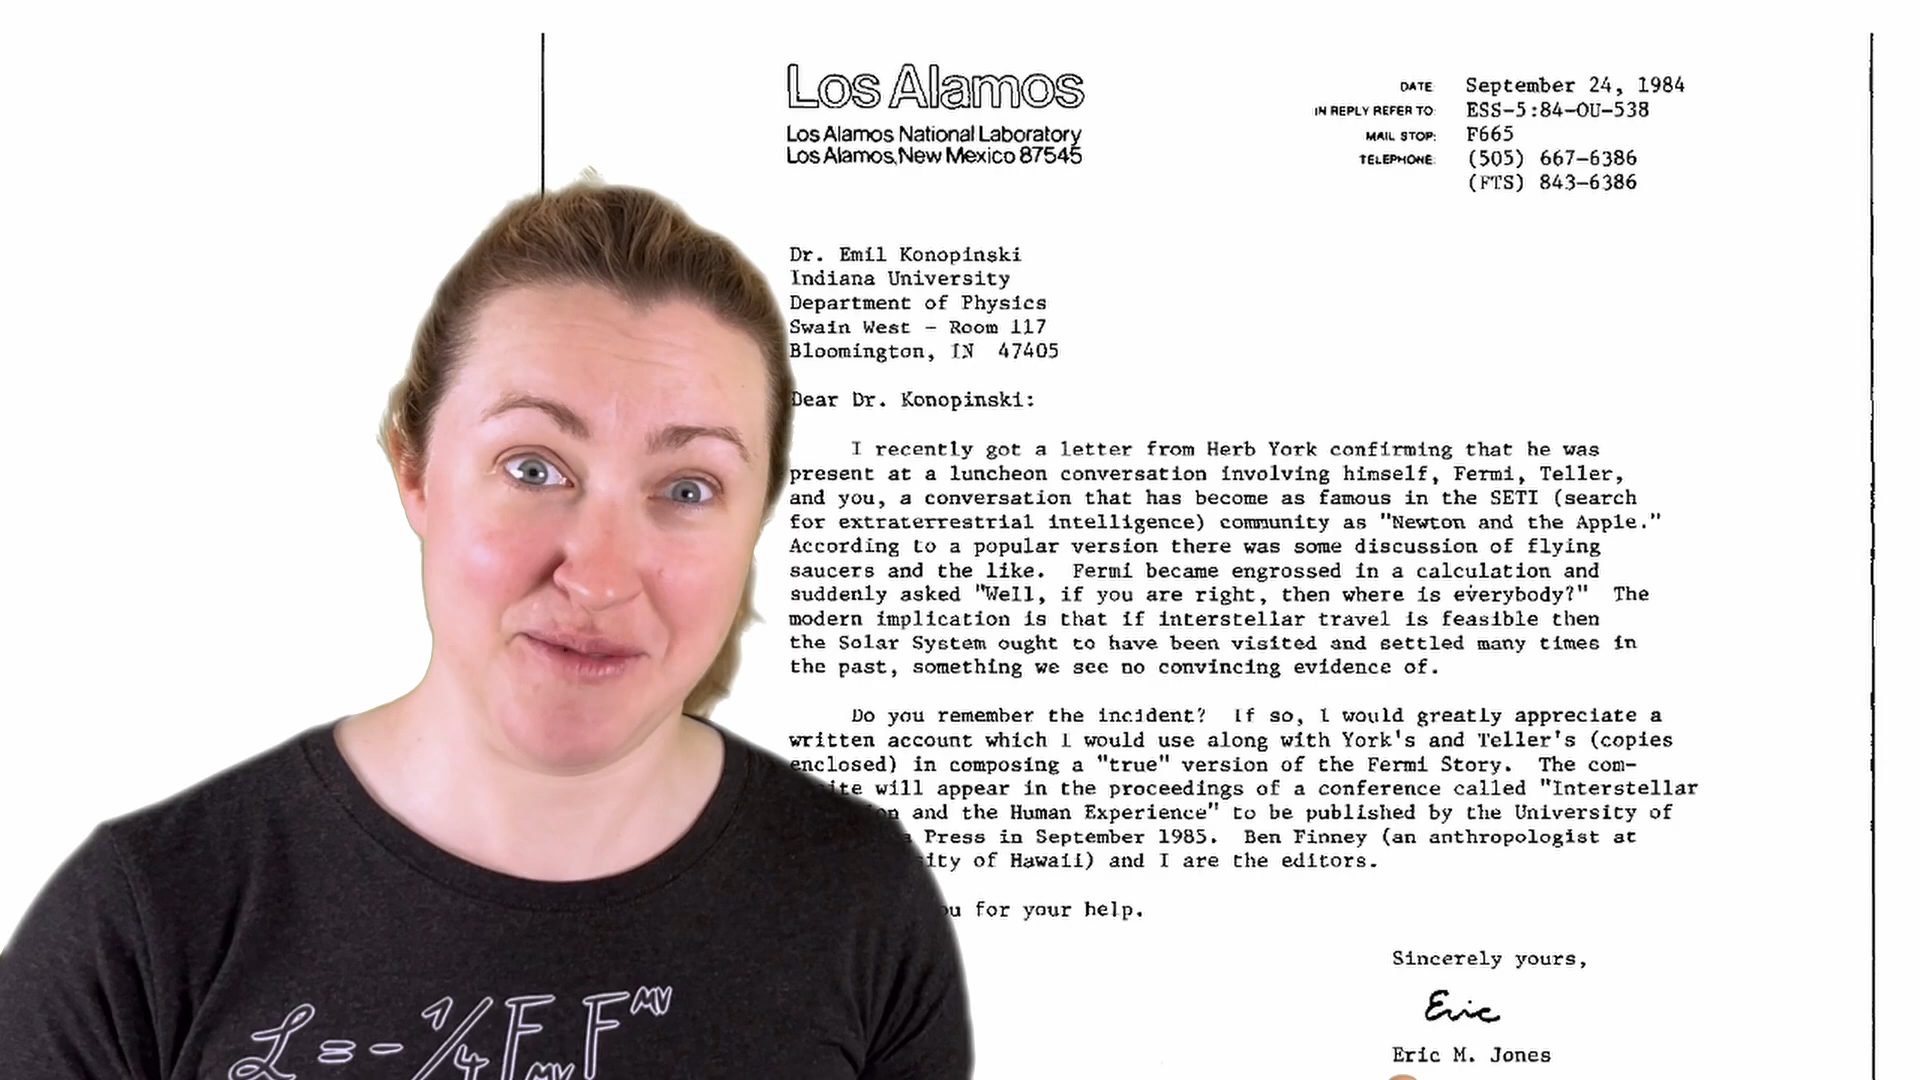 Los Alamos
Los Alamos National Laboratory
Los Alamos, New Mexico 87545
DATE: September 24, 1984
IN REPLY REFER TO: ESS-5:84-OU-538
MAIL STOP: F665
TELEPHONE: (505) 667-6386
(FTS) 843-6386
Dr. Emil Konopinski
Indiana University
Department of Physics
Swain West - Room 117
Bloomington, IN 47405
Dear Dr. Konopinski:
I recently got a letter from Herb York confirming that he was
present at a luncheon conversation involving himself, Fermi, Teller,
and you, a conversation that has become as famous in the SETI (search
for extraterrestrial intelligence) community as "Newton and the Apple."
According to a popular version there was some discussion of flying
saucers and the like. Fermi became engrossed in a calculation and
suddenly asked "Well, if you are right, then where is everybody?" The
modern implication is that if interstellar travel is feasible then
the Solar System ought to have been visited and settled many times in
the past, something we see no convincing evidence of.
Do you remember the incident? If so, I would greatly appreciate a
written account which I would use along with York's and Teller's (copies
enclosed) in composing a "true" version of the Fermi Story. The com-
ite will appear in the proceedings of a conference called "Interstellar
on and the Human Experience" to be published by the University of
Press in September 1985. Ben Finney (an anthropologist at
ity of Hawaii) and I are the editors.
u for your help.
Sincerely yours,
Eric
Eric M. Jones
ℒ = -1/4 Fμν F^μν